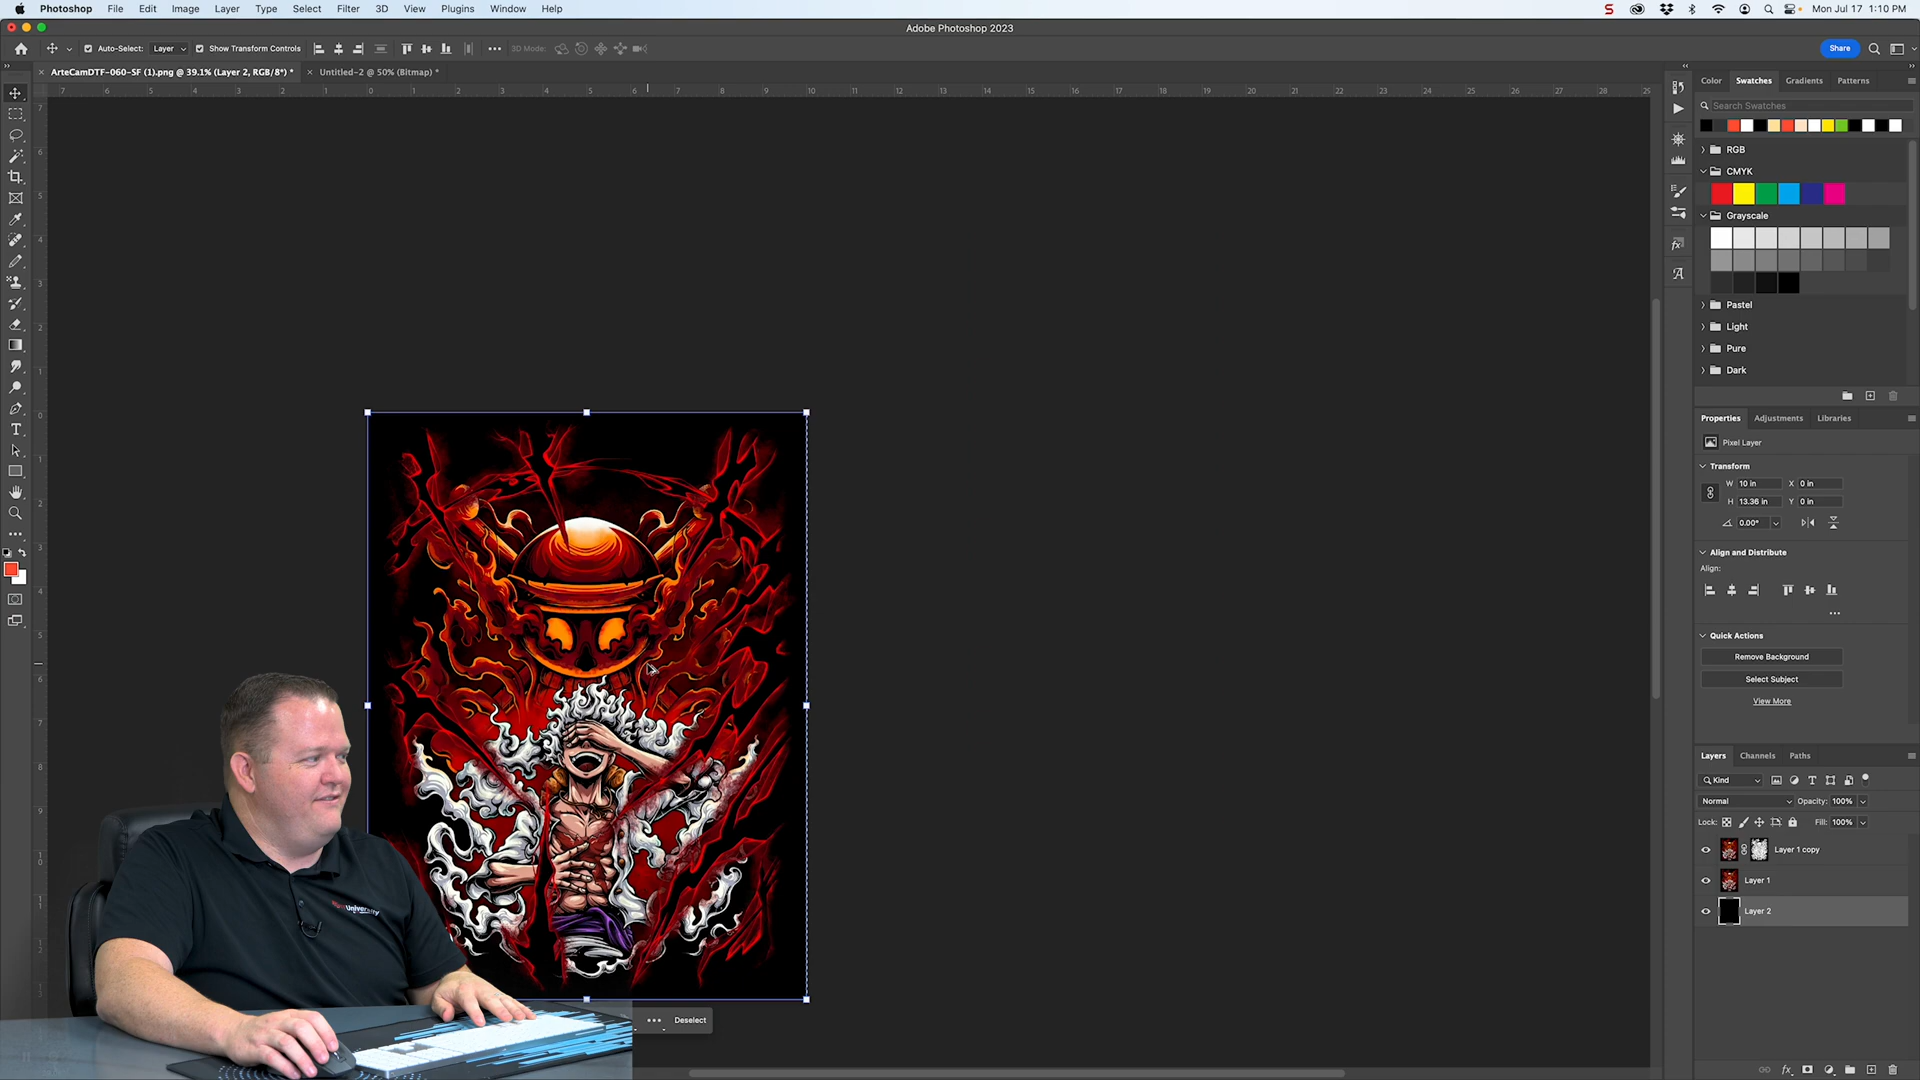 Photoshop File Edit Image Layer Type Select Filter 3D View Plugins Window Help Mon Jul 17 1:10 PM
Adobe Photoshop 2023
Auto-Select: Layer Show Transform Controls 3D Mode: Share
ArteCamDTF-060-SF (1).png @ 39.1% (Layer 2, RGB/8*) * Untitled-2 @ 50% (Bitmap) *
Color Swatches Gradients Patterns
Search Swatches
RGB
CMYK
Grayscale
Pastel
Light
Pure
Dark
Properties Adjustments Libraries
Pixel Layer
Transform
W 10 in X 0 in
H 13.36 in Y 0 in
0.00°
Align and Distribute
Align:
Quick Actions
Remove Background
Select Subject
View More
Layers Channels Paths
Kind
Normal Opacity: 100%
Lock: Fill: 100%
Layer 1 copy
Layer 1
Layer 2
University
Deselect